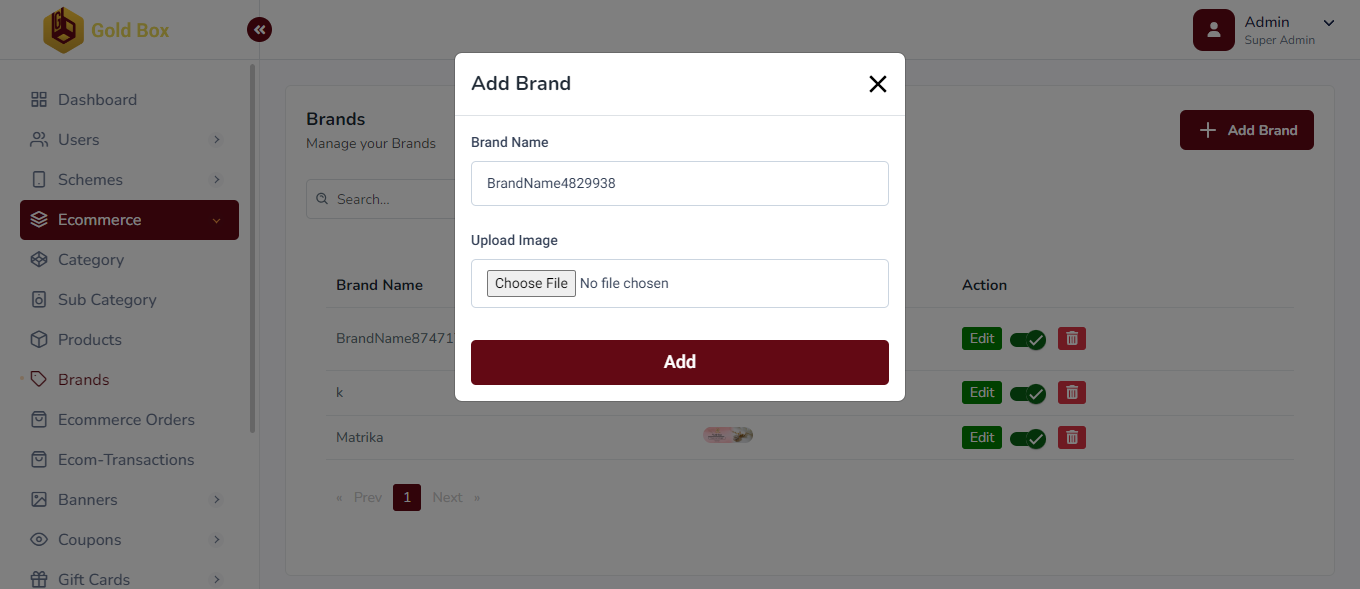 Gold Box
Admin
Super Admin
Dashboard
Users
Schemes
Ecommerce
Category
Sub Category
Products
Brands
Ecommerce Orders
Ecom-Transactions
Banners
Coupons
Gift Cards
Brands
Manage your Brands
Add Brand
Search...
Brand Name
Action
BrandName87471
Edit
k
Edit
Matrika
Edit
« Prev 1 Next »
Add Brand
Brand Name
BrandName4829938
Upload Image
Choose File No file chosen
Add